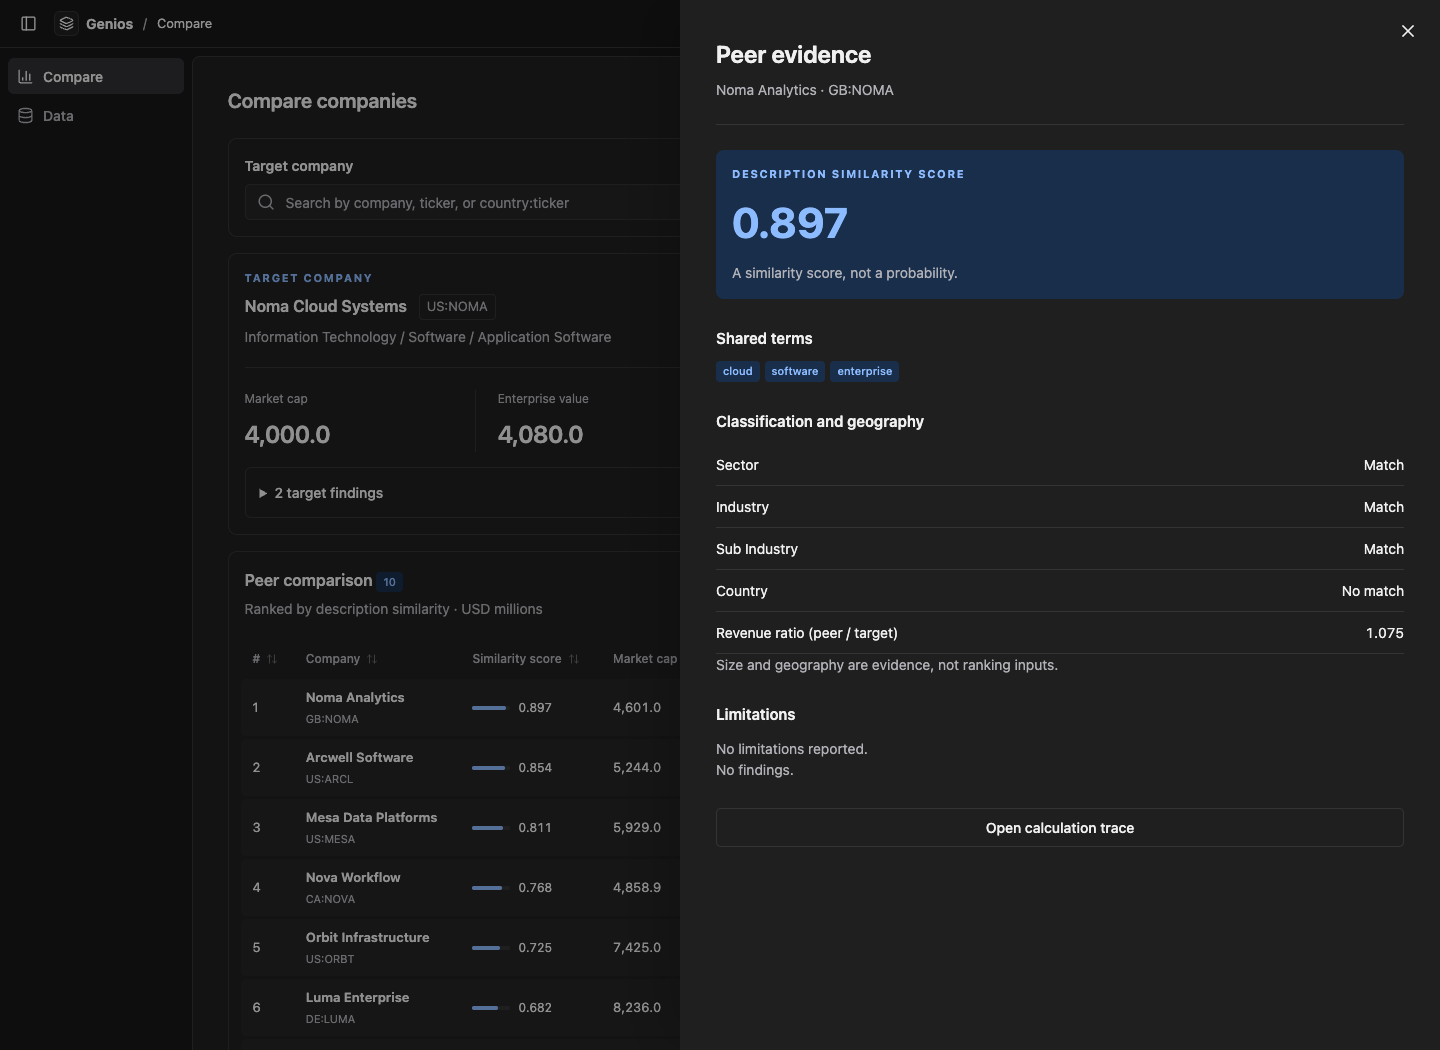 Genios / Compare
Compare
Data
Compare companies
Target company
Search by company, ticker, or country:ticker
TARGET COMPANY
Noma Cloud Systems US:NOMA
Information Technology / Software / Application Software
Market cap
4,000.0
Enterprise value
4,080.0
2 target findings
Peer comparison 10
Ranked by description similarity · USD millions
# Company Similarity score Market cap
1 Noma Analytics 0.897 4,601.0
GB:NOMA
2 Arcwell Software 0.854 5,244.0
US:ARCL
3 Mesa Data Platforms 0.811 5,929.0
US:MESA
4 Nova Workflow 0.768 4,858.9
CA:NOVA
5 Orbit Infrastructure 0.725 7,425.0
US:ORBT
6 Luma Enterprise 0.682 8,236.0
DE:LUMA
Peer evidence
Noma Analytics · GB:NOMA
DESCRIPTION SIMILARITY SCORE
0.897
A similarity score, not a probability.
Shared terms
cloud software enterprise
Classification and geography
Sector Match
Industry Match
Sub Industry Match
Country No match
Revenue ratio (peer / target) 1.075
Size and geography are evidence, not ranking inputs.
Limitations
No limitations reported.
No findings.
Open calculation trace